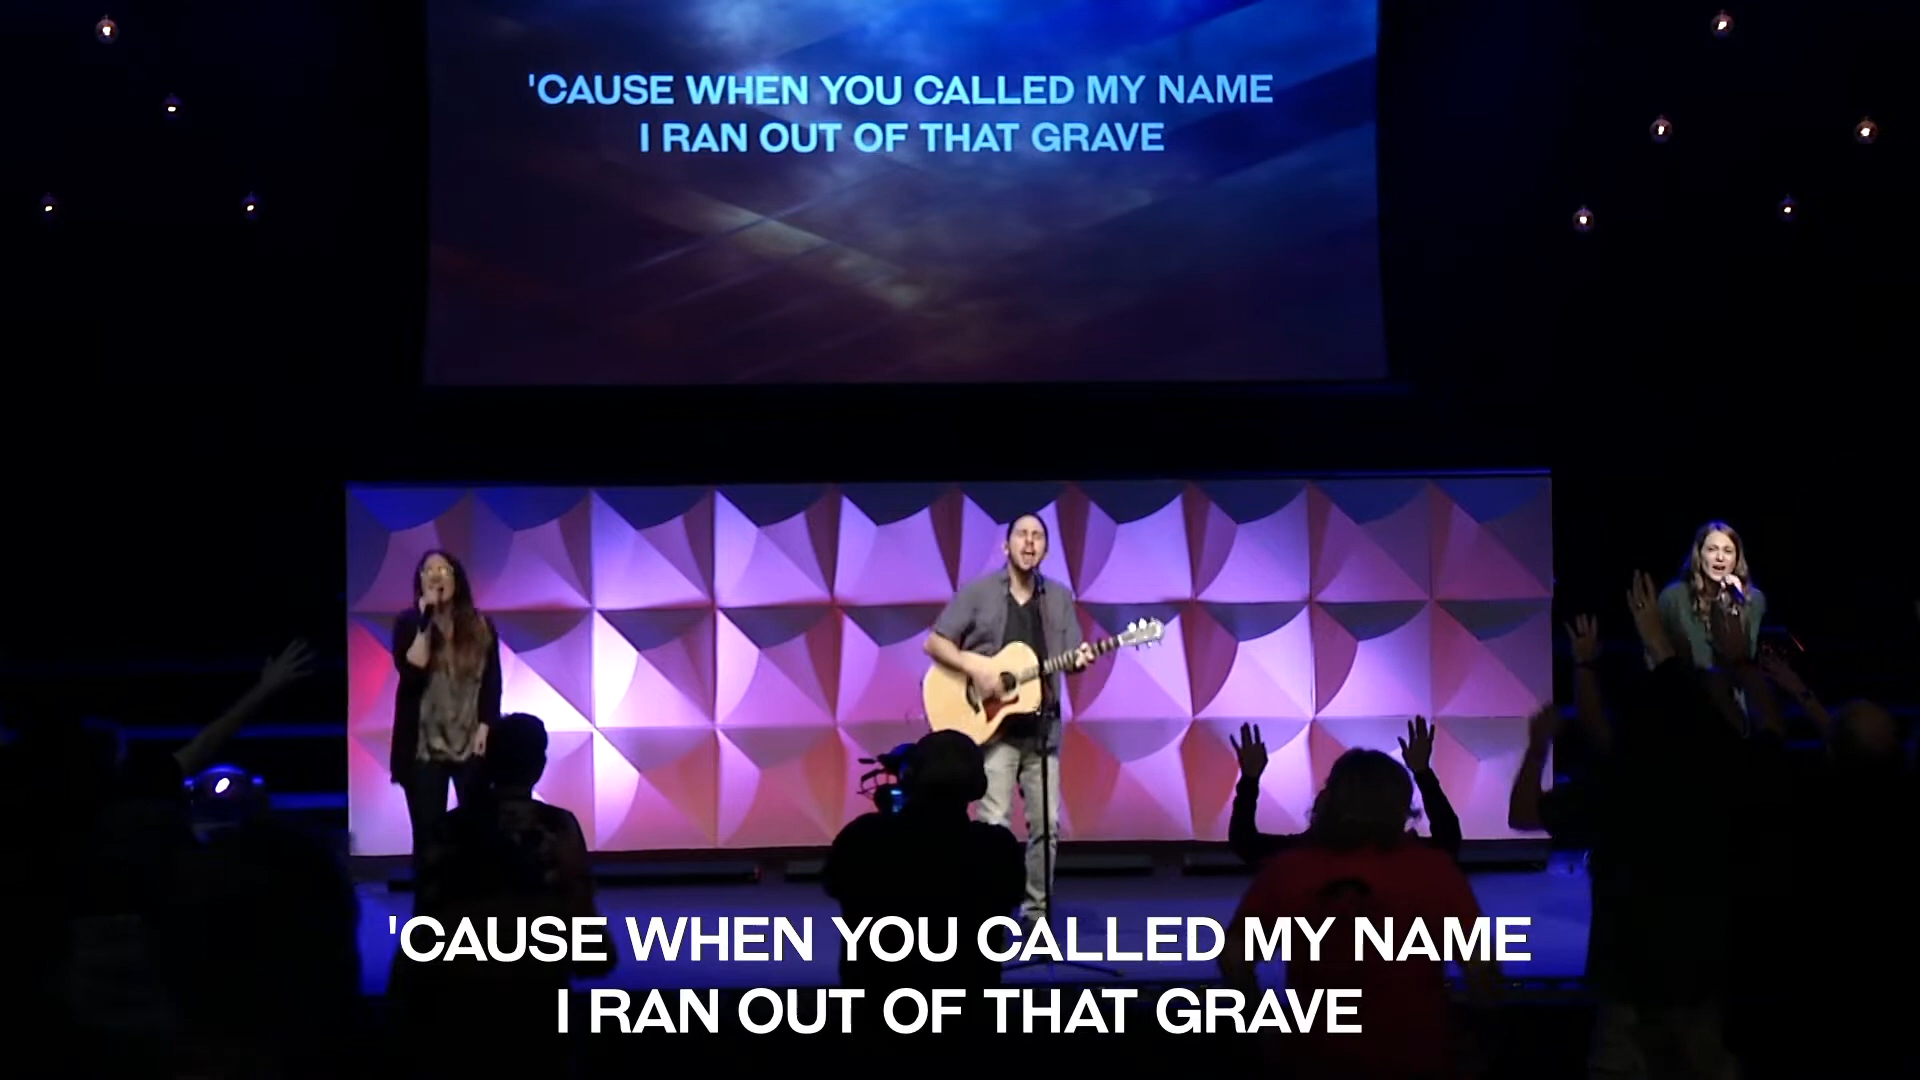 'CAUSE WHEN YOU CALLED MY NAME
I RAN OUT OF THAT GRAVE
'CAUSE WHEN YOU CALLED MY NAME
I RAN OUT OF THAT GRAVE